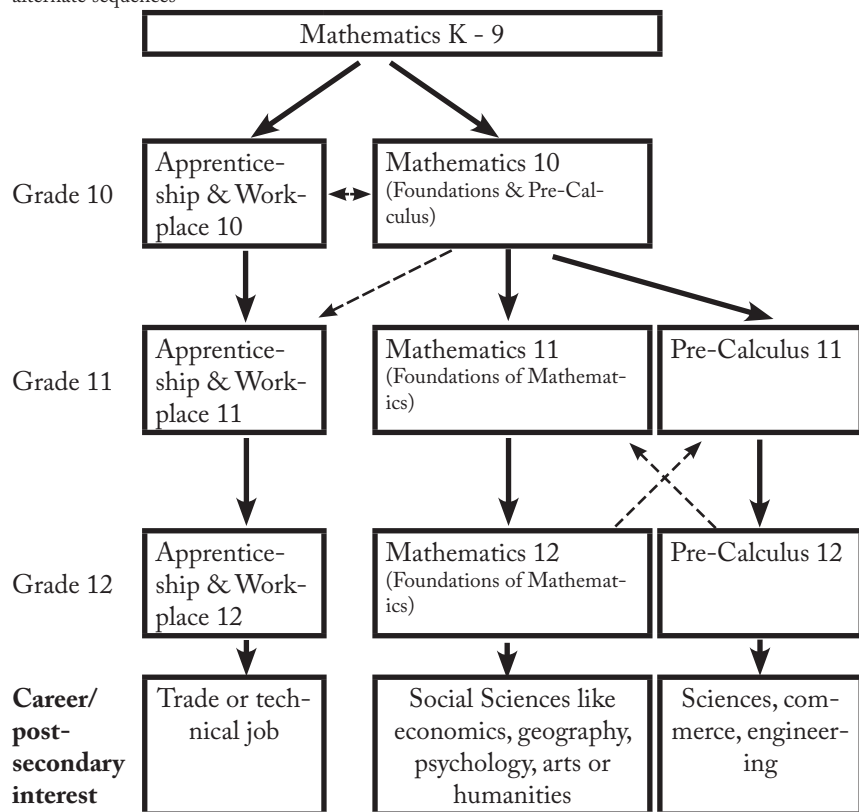 alternate sequences
Mathematics K - 9
Grade 10
Apprentice-
ship & Work-
place 10
Mathematics 10
(Foundations & Pre-Cal-
culus)
Grade 11
Apprentice-
ship & Work-
place 11
Mathematics 11
(Foundations of Mathemat-
ics)
Pre-Calculus 11
Grade 12
Apprentice-
ship & Work-
place 12
Mathematics 12
(Foundations of Mathemat-
ics)
Pre-Calculus 12
Career/
post-
secondary
interest
Trade or tech-
nical job
Social Sciences like
economics, geography,
psychology, arts or
humanities
Sciences, com-
merce, engineer-
ing